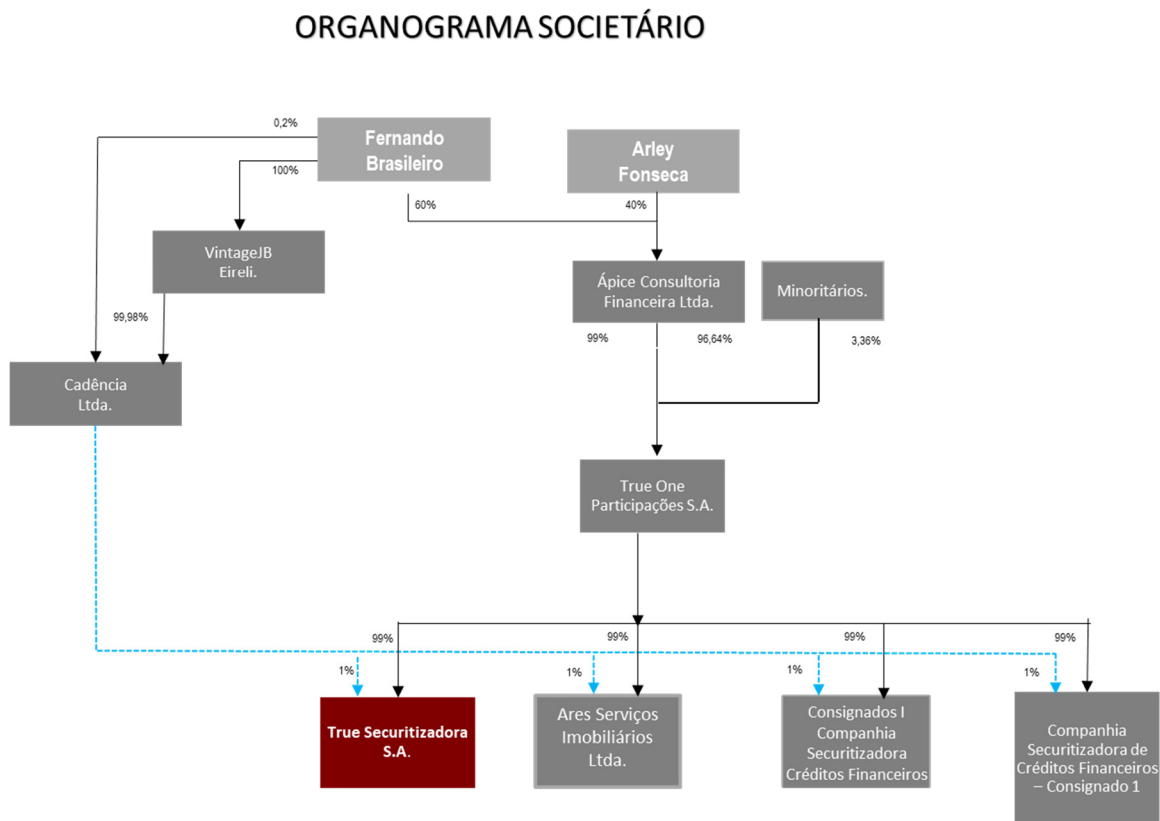 ORGANOGRAMA SOCIETÁRIO
0,2%
Fernando
Brasileiro
Arley
Fonseca
100%
60%
40%
VintageJB
Eireli.
Ápice Consultoria
Financeira Ltda.
Minoritários.
99,98%
99%
96,64%
3,36%
Cadência
Ltda.
True One
Participações S.A.
99%
99%
99%
99%
1%
1%
1%
1%
True Securitizadora
S.A.
Ares Serviços
Imobiliários
Ltda.
Consignados I
Companhia
Securitizadora
Créditos Financeiros
Companhia
Securitizadora de
Créditos Financeiros
– Consignado 1